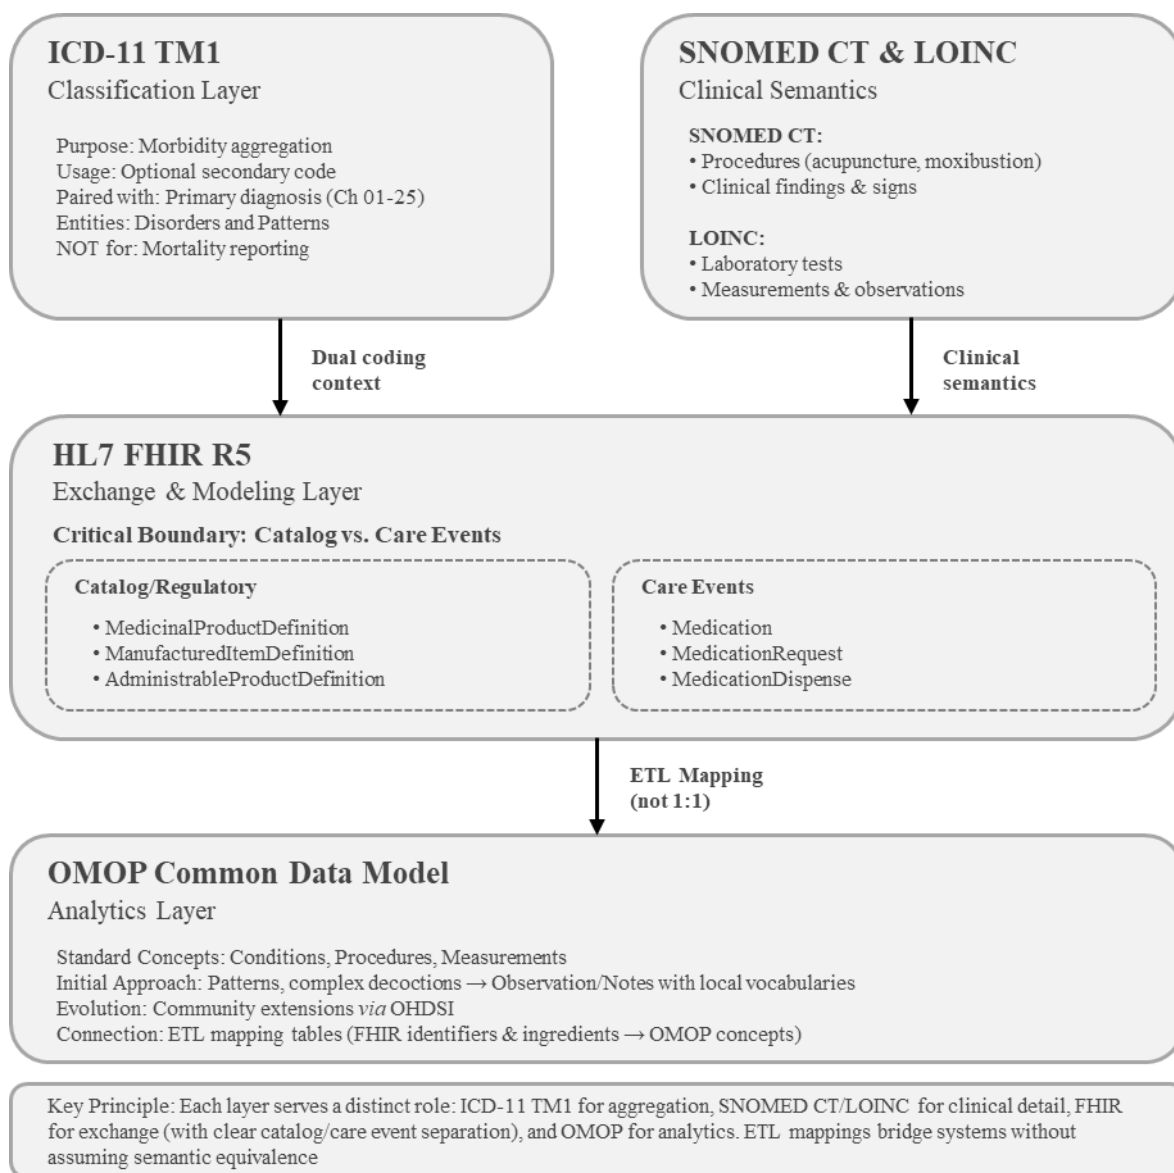 ICD-11 TM1
Classification Layer
Purpose: Morbidity aggregation
Usage: Optional secondary code
Paired with: Primary diagnosis (Ch 01-25)
Entities: Disorders and Patterns
NOT for: Mortality reporting
SNOMED CT & LOINC
Clinical Semantics
SNOMED CT:
• Procedures (acupuncture, moxibustion)
• Clinical findings & signs
LOINC:
• Laboratory tests
• Measurements & observations
Dual coding
context
Clinical
semantics
HL7 FHIR R5
Exchange & Modeling Layer
Critical Boundary: Catalog vs. Care Events
Catalog/Regulatory
• MedicinalProductDefinition
• ManufacturedItemDefinition
• AdministrableProductDefinition
Care Events
• Medication
• MedicationRequest
• MedicationDispense
ETL Mapping
(not 1:1)
OMOP Common Data Model
Analytics Layer
Standard Concepts: Conditions, Procedures, Measurements
Initial Approach: Patterns, complex decoctions → Observation/Notes with local vocabularies
Evolution: Community extensions via OHDSI
Connection: ETL mapping tables (FHIR identifiers & ingredients → OMOP concepts)
Key Principle: Each layer serves a distinct role: ICD-11 TM1 for aggregation, SNOMED CT/LOINC for clinical detail, FHIR
for exchange (with clear catalog/care event separation), and OMOP for analytics. ETL mappings bridge systems without
assuming semantic equivalence